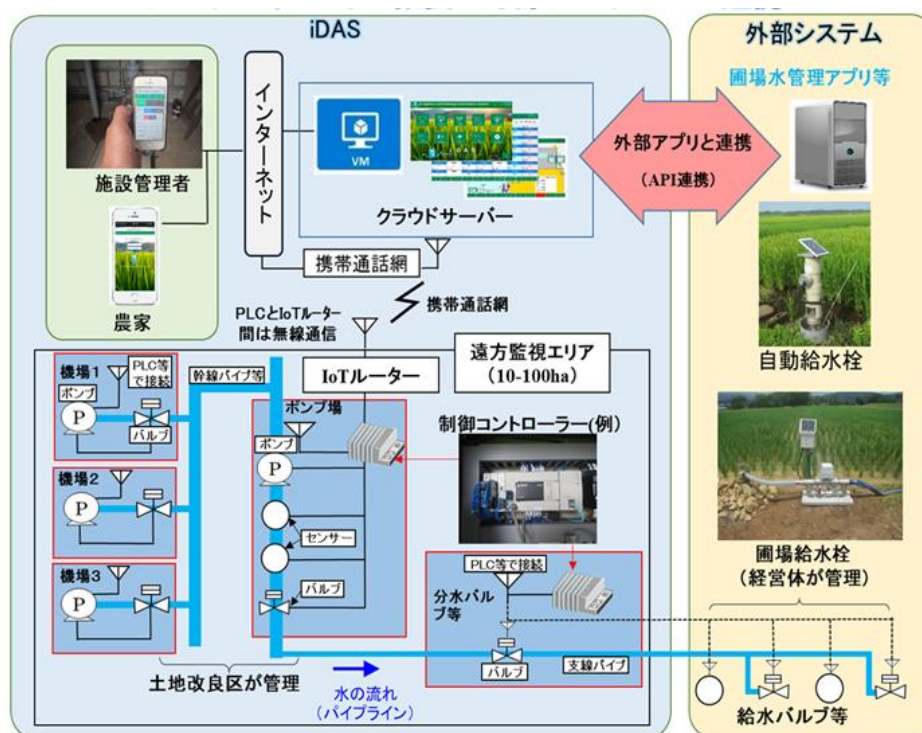 iDAS
施設管理者
農家
インターネット
VM
クラウドサーバー
携帯通話網
外部アプリと連携
(API連携)
外部システム
圃場水管理アプリ等
自動給水栓
圃場給水栓
(経営体が管理)
携帯通話網
PLCとIoTルーター
間は無線通信
IoTルーター
遠方監視エリア
(10-100ha)
機場1
PLC等
で接続
ポンプ
P
バルブ
機場2
P
機場3
P
幹線パイプ等
ポンプ場
ポンプ
P
センサー
バルブ
制御コントローラー(例)
PLC等で接続
分水バル
ブ等
バルブ
支線パイプ
土地改良区が管理
水の流れ
(パイプライン)
給水バルブ等